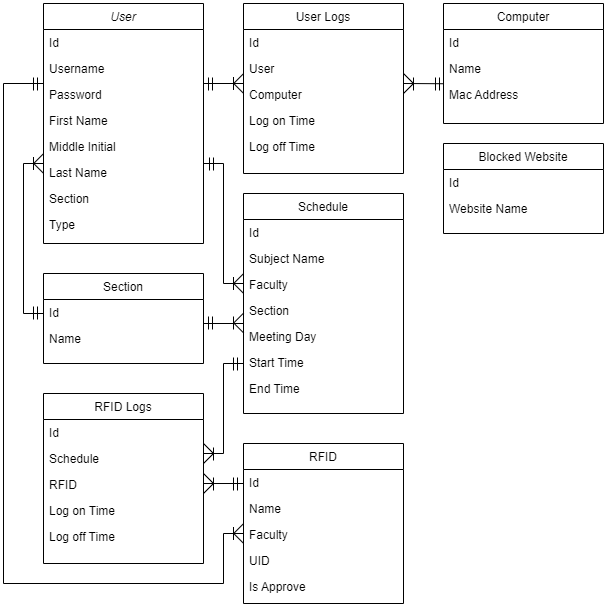 User
Id
Username
Password
First Name
Middle Initial
Last Name
Section
Type
User Logs
Id
User
Computer
Log on Time
Log off Time
Computer
Id
Name
Mac Address
Blocked Website
Id
Website Name
Schedule
Id
Subject Name
Faculty
Section
Meeting Day
Start Time
End Time
Section
Id
Name
RFID Logs
Id
Schedule
RFID
Log on Time
Log off Time
RFID
Id
Name
Faculty
UID
Is Approve